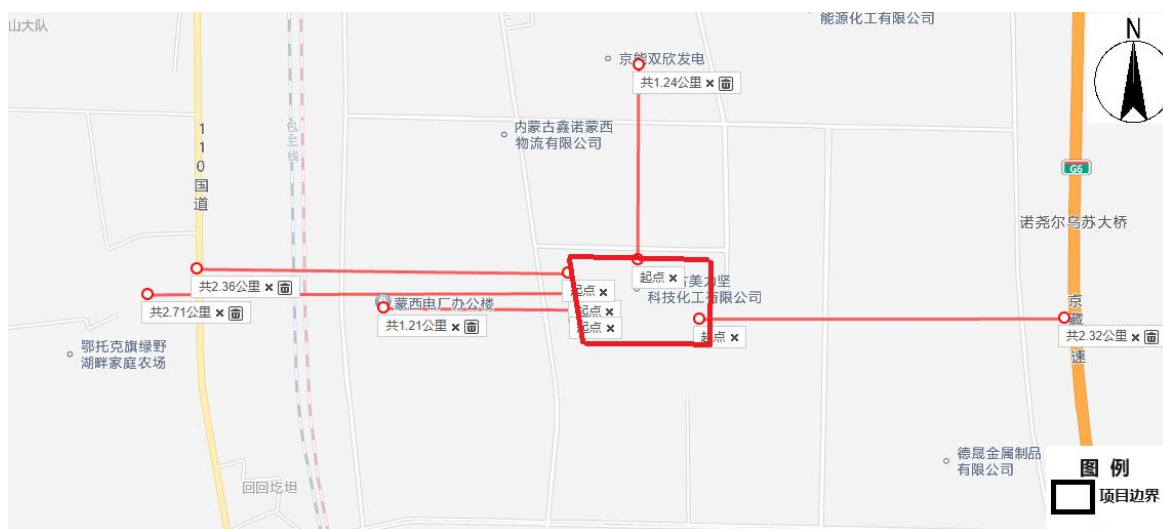 能源化工有限公司
山大队
N
京能双欣发电
共1.24公里
110国道
包兰线
内蒙古鑫诺蒙西
物流有限公司
G6
诺尧尔乌苏大桥
起点
共2.36公里
起点
美力坚
科技化工有限公司
共2.71公里
蒙西电厂办公楼
起点
共1.21公里
起点
起点
京藏
速
共2.32公里
鄂托克旗绿野
湖畔家庭农场
德晟金属制品
有限公司
回回圪坦
图 例
项目边界